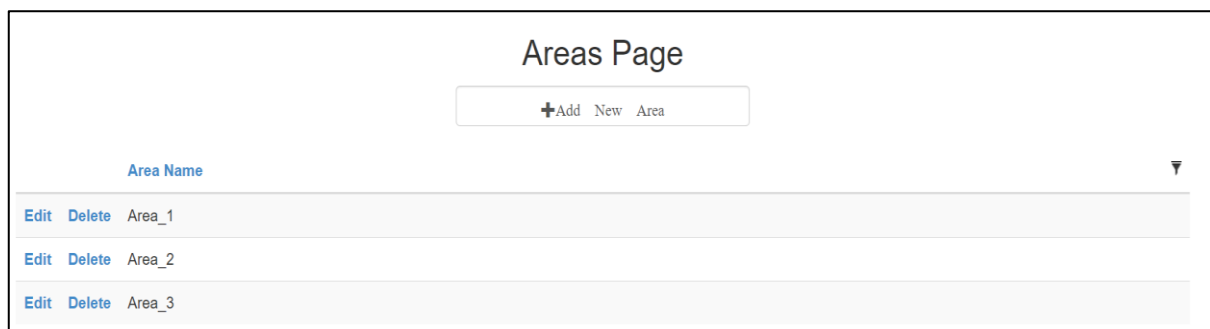 Areas Page
Add New Area
Area Name
Edit Delete Area_1
Edit Delete Area_2
Edit Delete Area_3